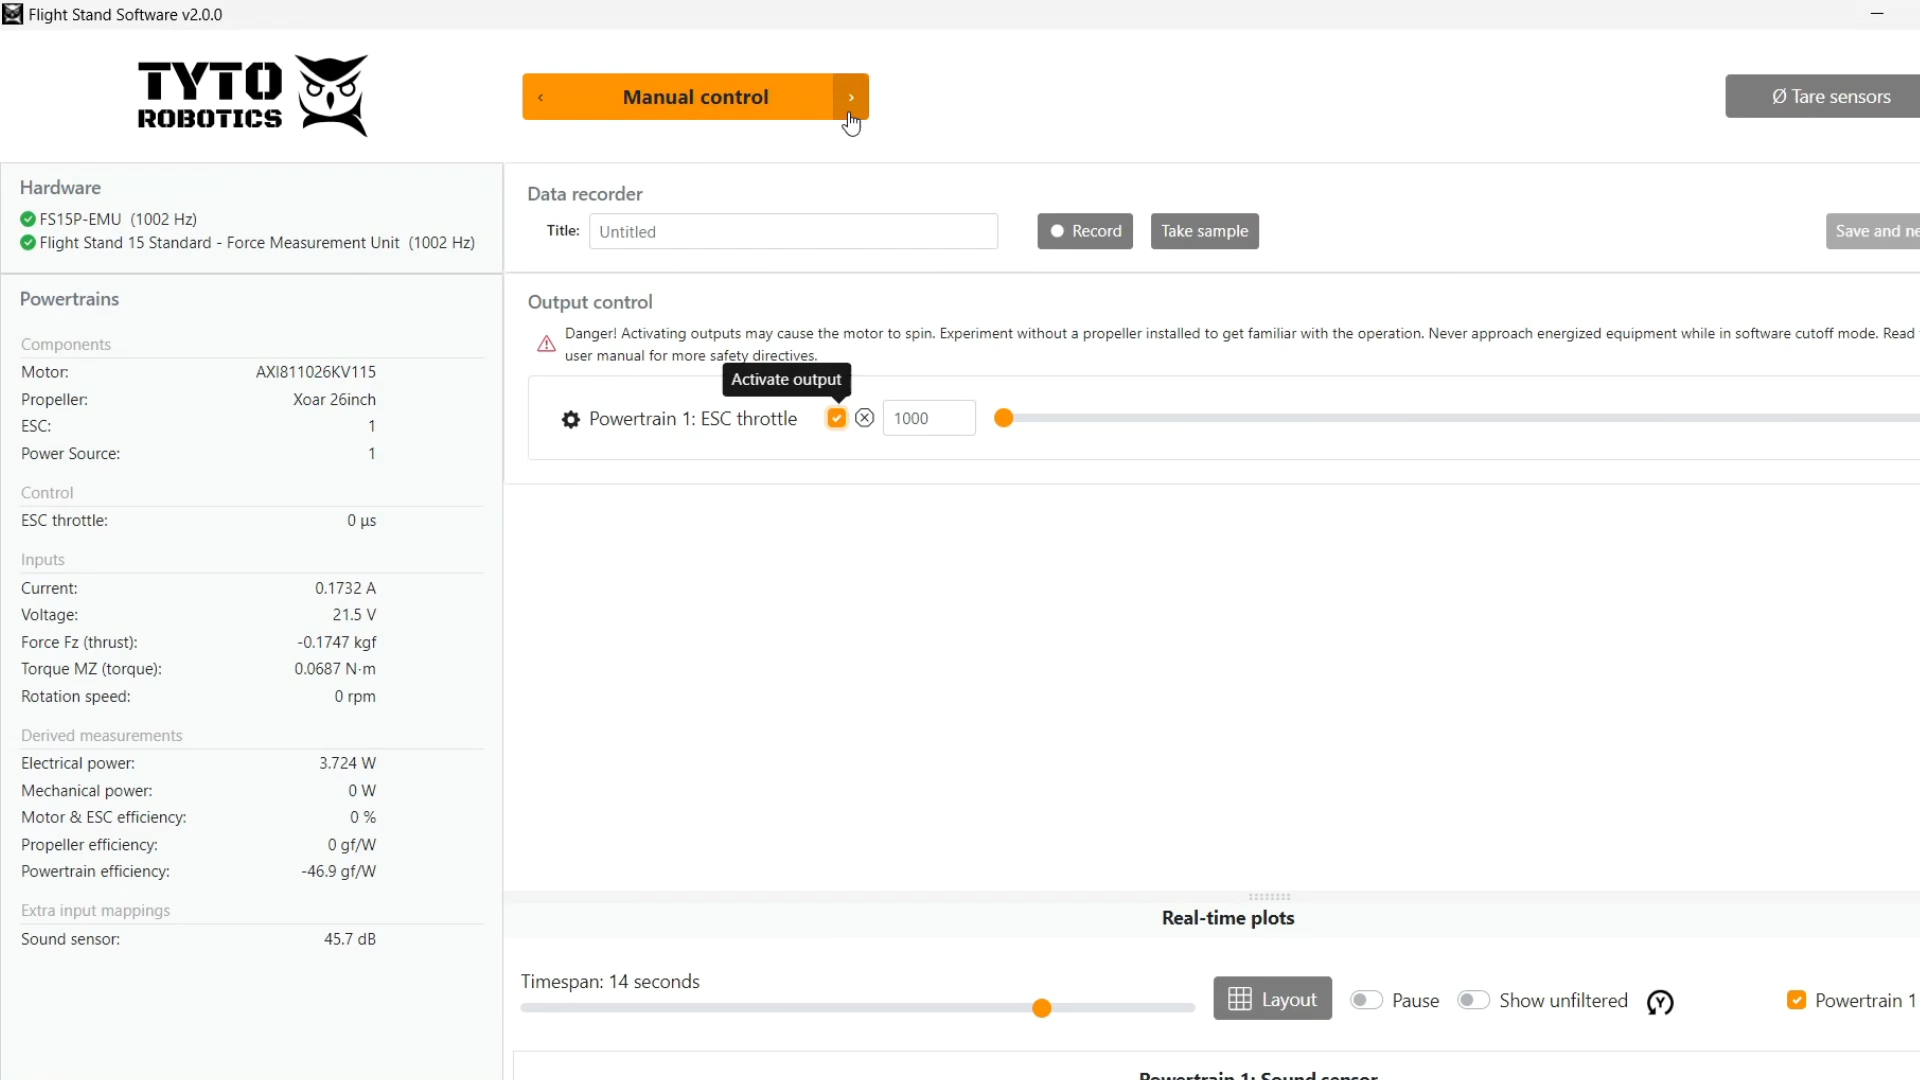 Flight Stand Software v2.0.0
TYTO
ROBOTICS
Manual control
Ø Tare sensors
Hardware
FS15P-EMU (1002 Hz)
Flight Stand 15 Standard - Force Measurement Unit (1002 Hz)
Data recorder
Title: Untitled
Record
Take sample
Save and ne
Powertrains
Components
Motor: AXI811026KV115
Propeller: Xoar 26inch
ESC: 1
Power Source: 1
Control
ESC throttle: 0 µs
Inputs
Current: 0.1732 A
Voltage: 21.5 V
Force Fz (thrust): -0.1747 kgf
Torque MZ (torque): 0.0687 N·m
Rotation speed: 0 rpm
Derived measurements
Electrical power: 3.724 W
Mechanical power: 0 W
Motor & ESC efficiency: 0 %
Propeller efficiency: 0 gf/W
Powertrain efficiency: -46.9 gf/W
Extra input mappings
Sound sensor: 45.7 dB
Output control
Danger! Activating outputs may cause the motor to spin. Experiment without a propeller installed to get familiar with the operation. Never approach energized equipment while in software cutoff mode. Read
user manual for more safety directives.
Activate output
Powertrain 1: ESC throttle 1000
Real-time plots
Timespan: 14 seconds
Layout
Pause
Show unfiltered
Powertrain 1
Powertrain 1: Sound sensor